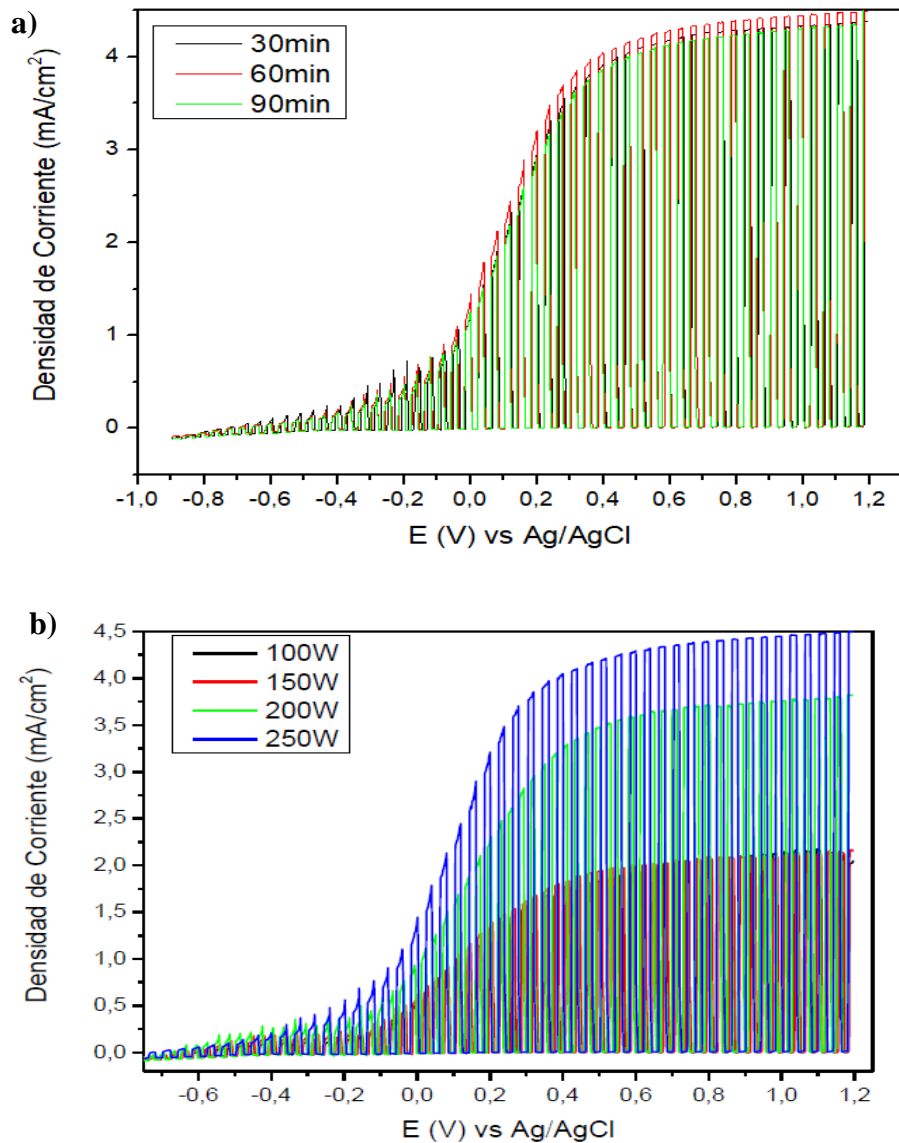 a)
30min
60min
90min
Densidad de Corriente (mA/cm²)
4
3
2
1
0
-1,0 -0,8 -0,6 -0,4 -0,2 0,0 0,2 0,4 0,6 0,8 1,0 1,2
E (V) vs Ag/AgCl
b)
100W
150W
200W
250W
Densidad de Corriente (mA/cm²)
4,5
4,0
3,5
3,0
2,5
2,0
1,5
1,0
0,5
0,0
-0,6 -0,4 -0,2 0,0 0,2 0,4 0,6 0,8 1,0 1,2
E (V) vs Ag/AgCl